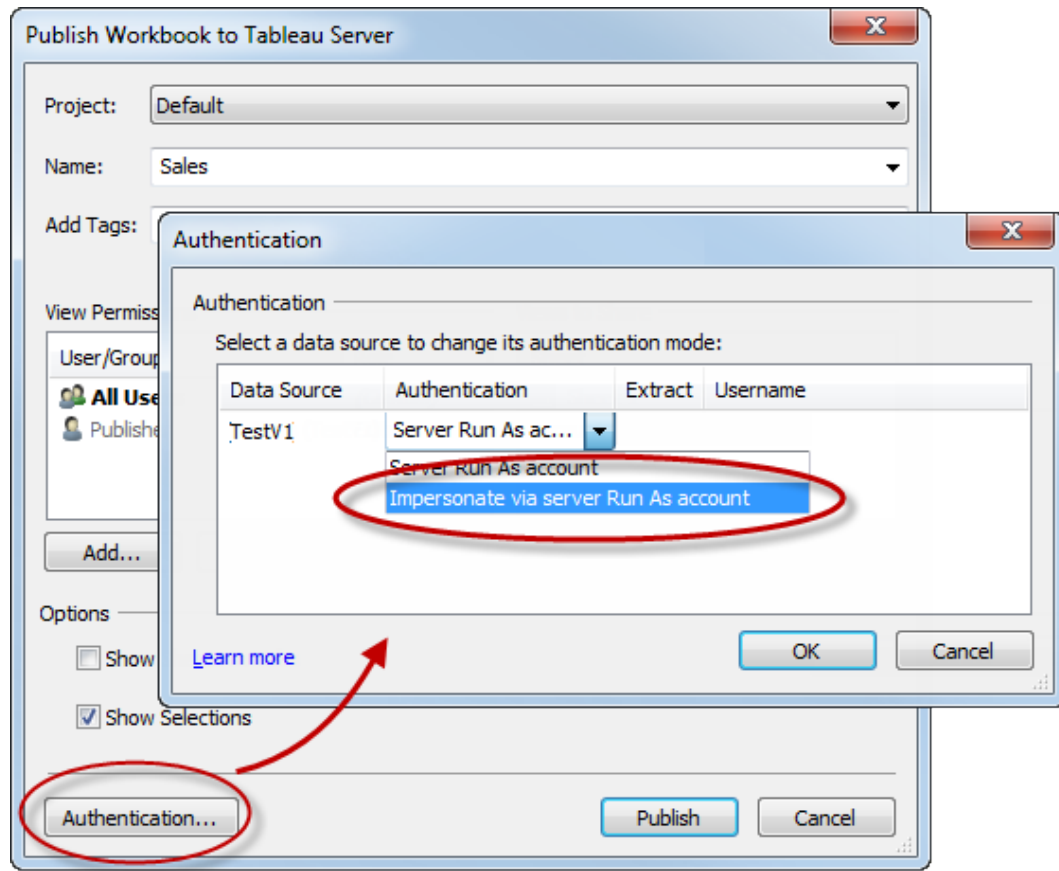 Publish Workbook to Tableau Server
Project: Default
Name: Sales
Add Tags:
View Permiss
User/Group
All Use
Publishe
Add...
Options
Show
Show Selections
Authentication...
Publish
Cancel
Authentication
Authentication
Select a data source to change its authentication mode:
Data Source Authentication Extract Username
TestV1 Server Run As ac...
Server Run As account
Impersonate via server Run As account
Learn more
OK
Cancel